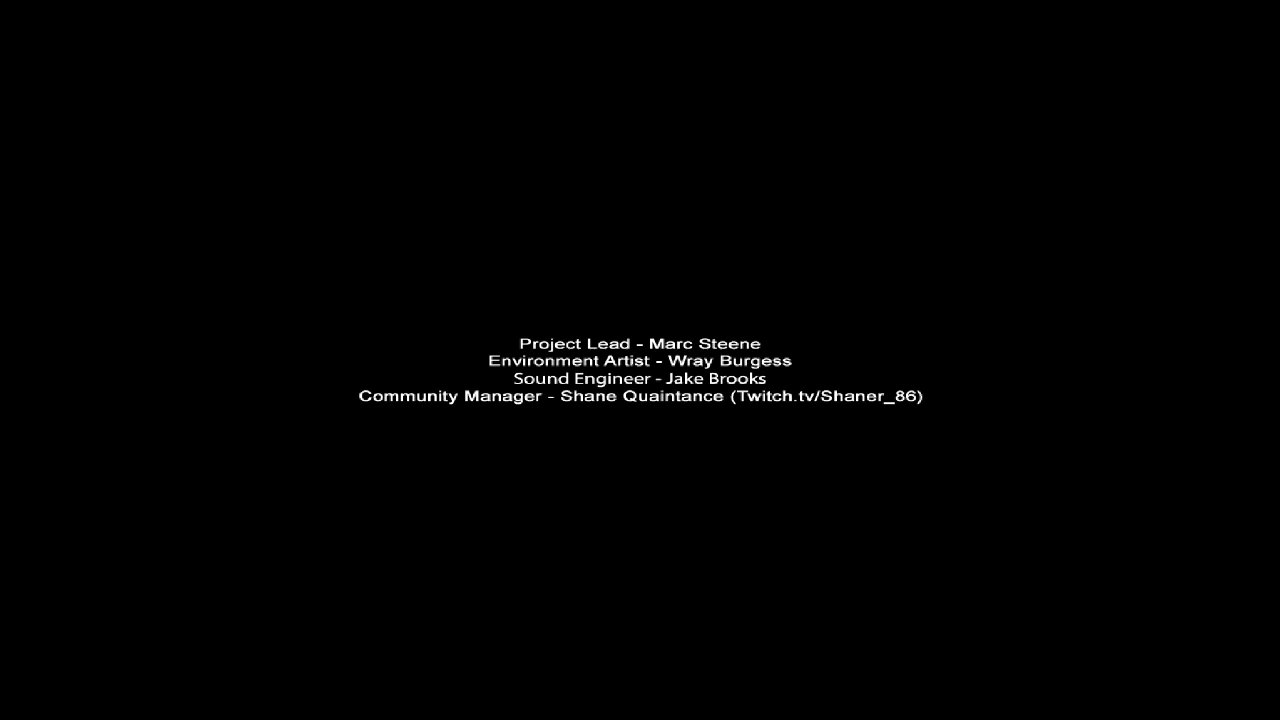 Project Lead - Marc Steene
Environment Artist - Wray Burgess
Sound Engineer - Jake Brooks
Community Manager - Shane Quaintance (Twitch.tv/Shaner_86)